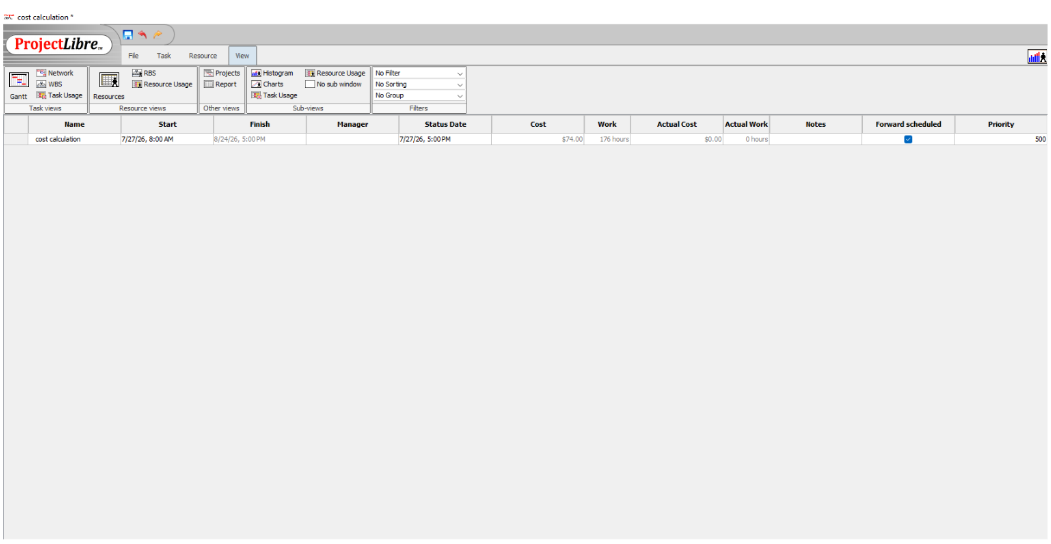 cost calculation *
ProjectLibre™
File Task Resource View
Network RBS Projects Histogram Resource Usage No Filter
WBS Resource Usage Report Charts No sub window No Sorting
Gantt Task Usage Resources Task Usage No Group
Task views Resource views Other views Sub-views Filters
Name Start Finish Manager Status Date Cost Work Actual Cost Actual Work Notes Forward scheduled Priority
cost calculation 7/27/26, 8:00 AM 8/24/26, 5:00 PM 7/27/26, 5:00 PM $74.00 176 hours $0.00 0 hours 500